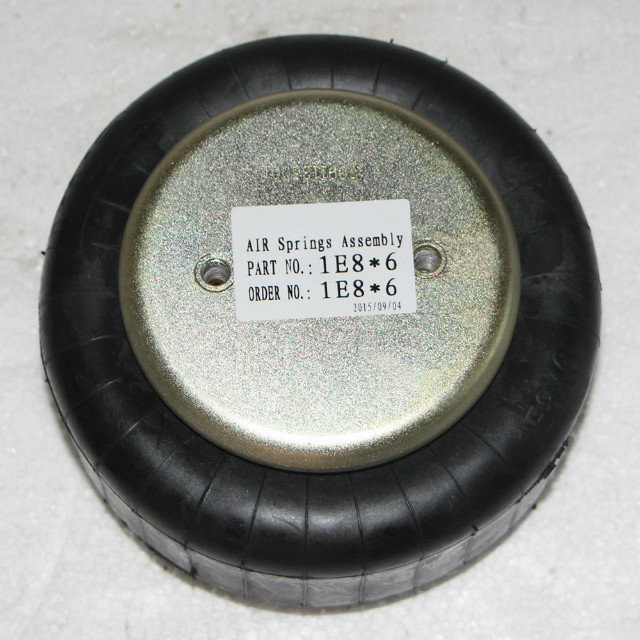 AIR Springs Assembly
PART NO.: 1E8*6
ORDER NO.: 1E8*6
2015/09/04